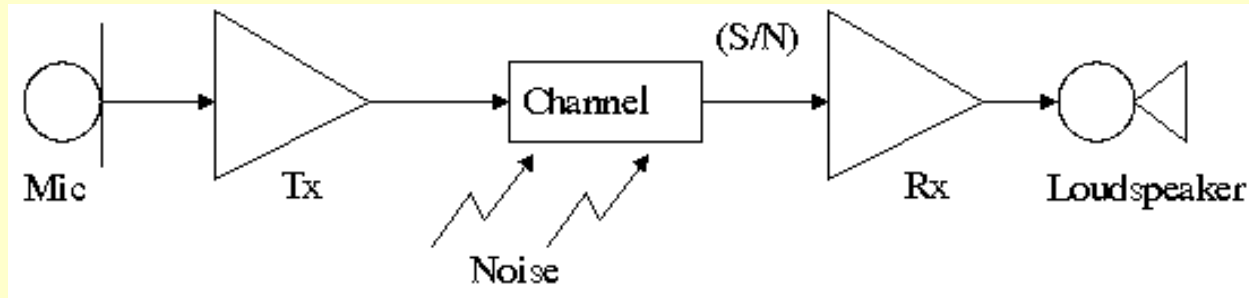 (S/N)
Channel
Mic
Tx
Rx
Loudspeaker
Noise